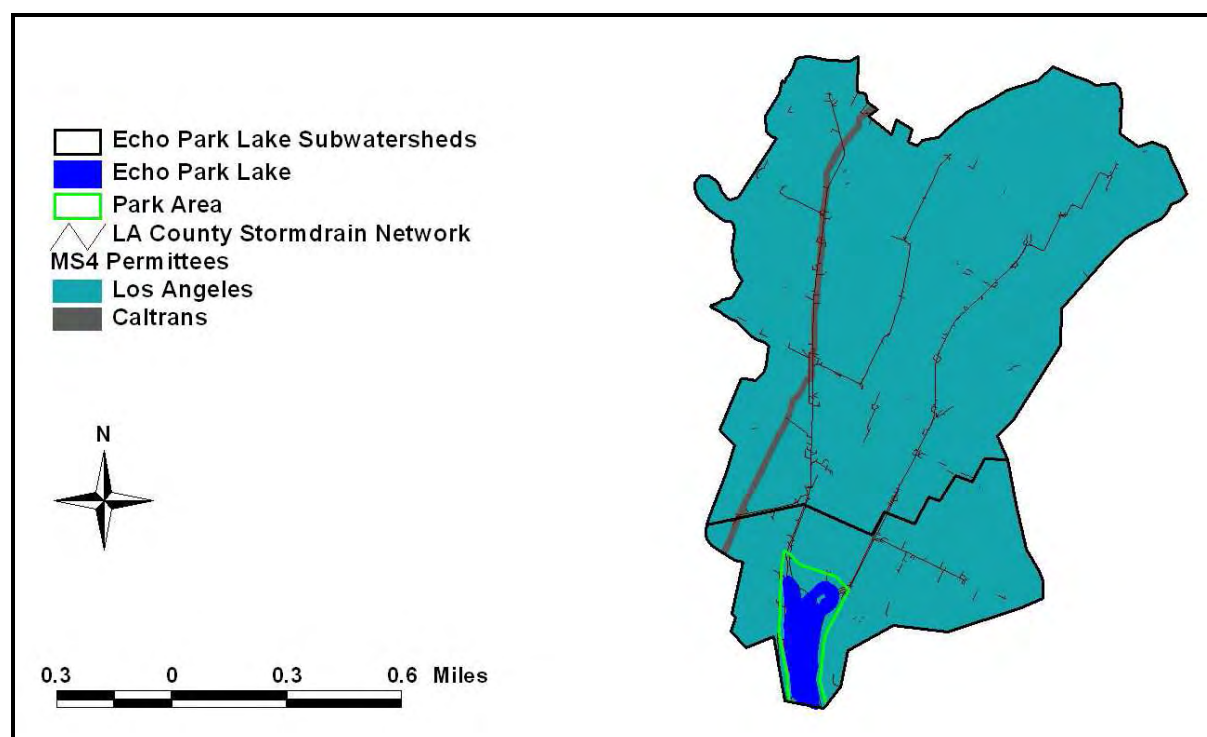 Echo Park Lake Subwatersheds
Echo Park Lake
Park Area
LA County Stormdrain Network
MS4 Permittees
Los Angeles
Caltrans
N
0.3 0 0.3 0.6 Miles